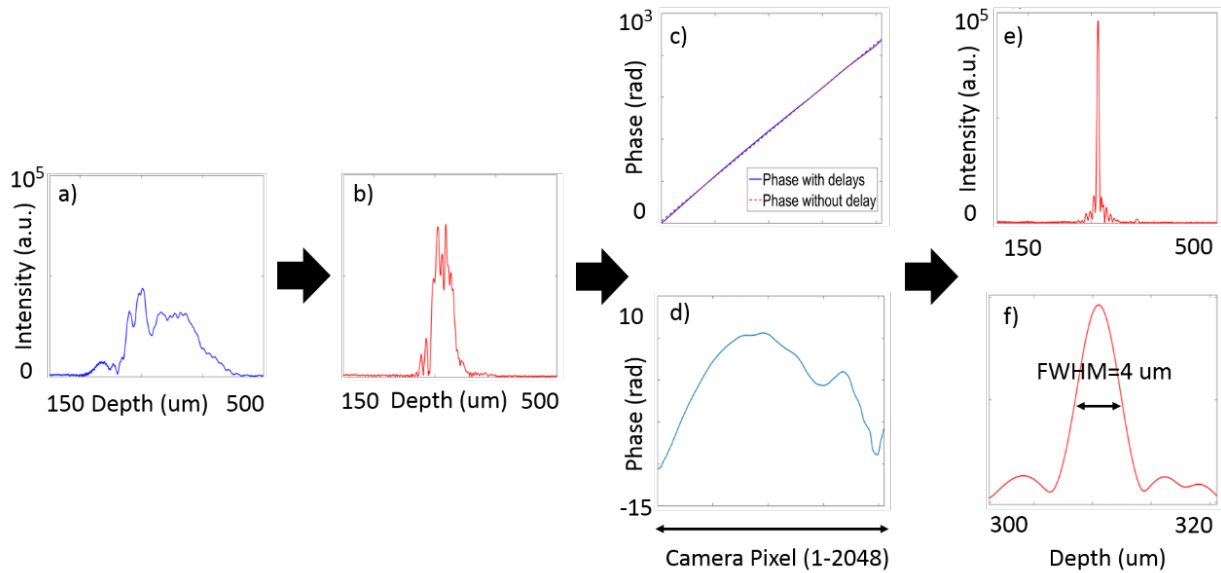 a)
10⁵
Intensity (a.u.)
0
150 Depth (um) 500
b)
150 Depth (um) 500
c)
10³
Phase (rad)
0
Phase with delays
Phase without delay
d)
10
Phase (rad)
-15
Camera Pixel (1-2048)
e)
10⁵
Intensity (a.u.)
0
150 500
f)
FWHM=4 um
300 320
Depth (um)